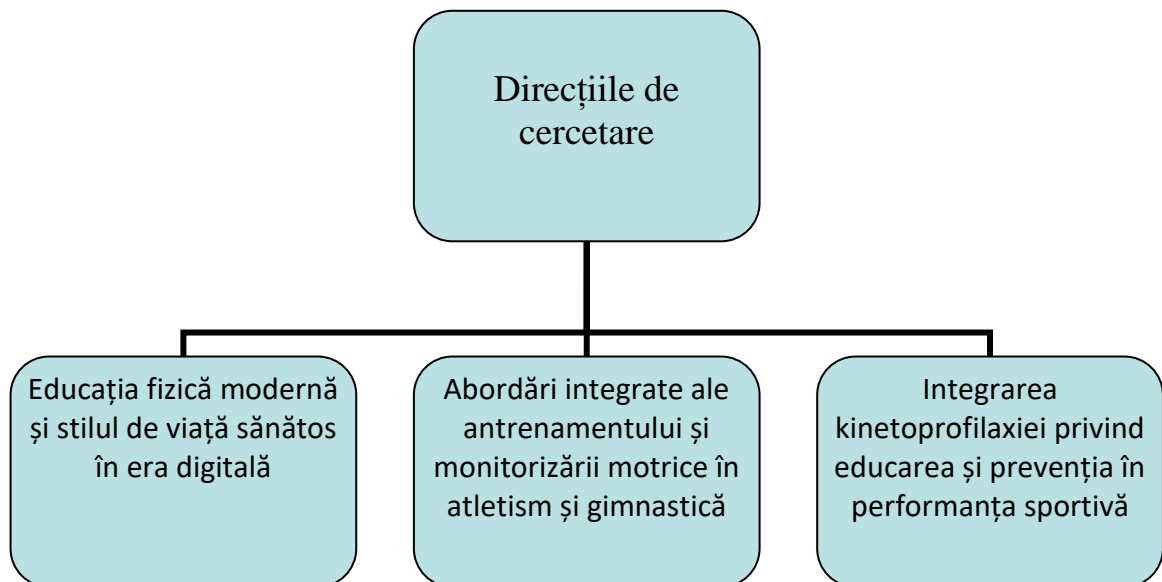 Direcțiile de
cercetare
Educația fizică modernă
și stilul de viață sănătos
în era digitală
Abordări integrate ale
antrenamentului și
monitorizării motrice în
atletism și gimnastică
Integrarea
kinetoprofilaxiei privind
educarea și prevenția în
performanța sportivă